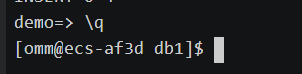 demo=> \q
[omm@ecs-af3d db1]$